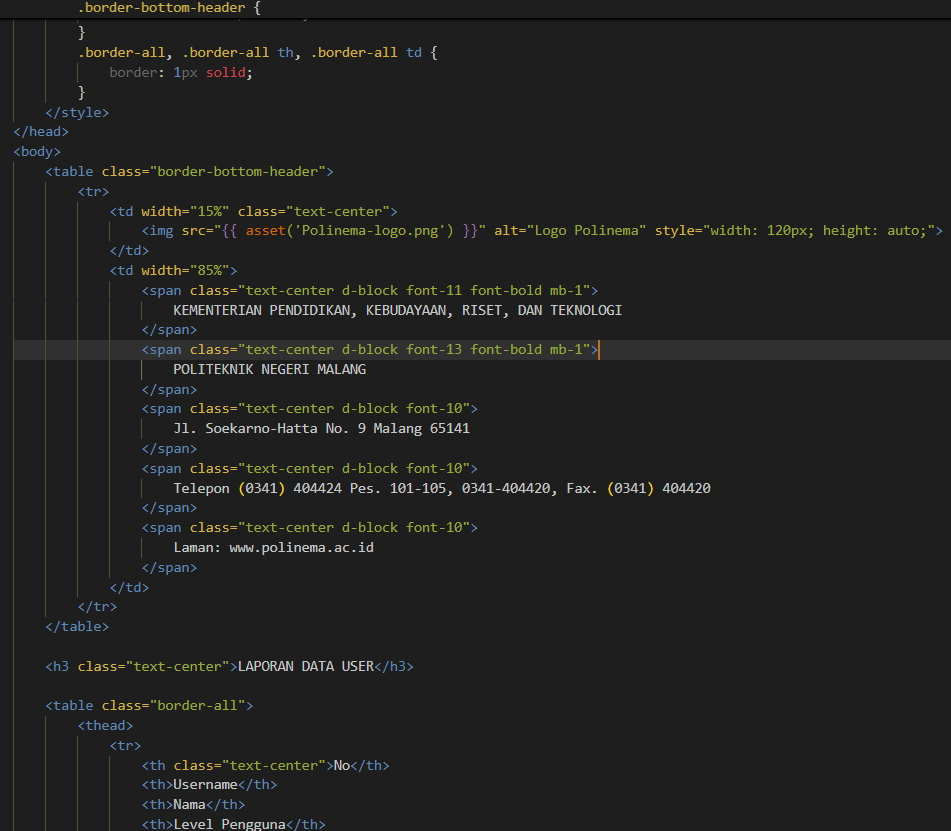 .border-bottom-header {
}
.border-all, .border-all th, .border-all td {
border: 1px solid;
}
</style>
</head>
<body>
<table class="border-bottom-header">
<tr>
<td width="15%" class="text-center">
<img src="{{ asset('Polinema-logo.png') }}" alt="Logo Polinema" style="width: 120px; height: auto;">
</td>
<td width="85%">
<span class="text-center d-block font-11 font-bold mb-1">
KEMENTERIAN PENDIDIKAN, KEBUDAYAAN, RISET, DAN TEKNOLOGI
</span>
<span class="text-center d-block font-13 font-bold mb-1">
POLITEKNIK NEGERI MALANG
</span>
<span class="text-center d-block font-10">
Jl. Soekarno-Hatta No. 9 Malang 65141
</span>
<span class="text-center d-block font-10">
Telepon (0341) 404424 Pes. 101-105, 0341-404420, Fax. (0341) 404420
</span>
<span class="text-center d-block font-10">
Laman: www.polinema.ac.id
</span>
</td>
</tr>
</table>
<h3 class="text-center">LAPORAN DATA USER</h3>
<table class="border-all">
<thead>
<tr>
<th class="text-center">No</th>
<th>Username</th>
<th>Nama</th>
<th>Level Pengguna</th>